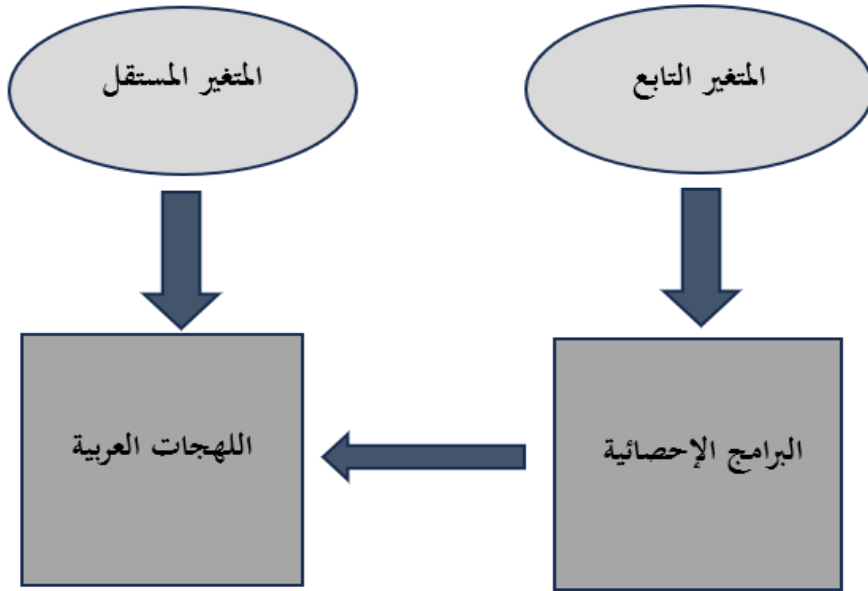 المتغير التابع
المتغير المستقل
البرامج الإحصائية
اللهجات العربية